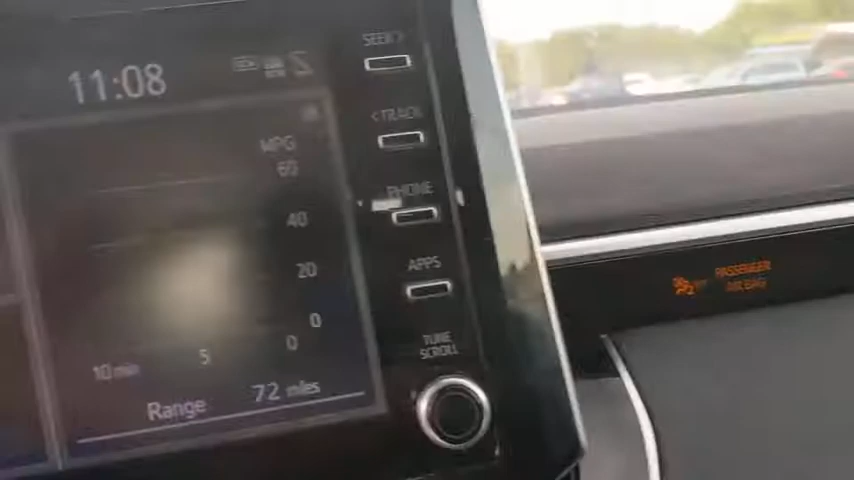 SEEK >
11:08
< TRACK
MPG
60
PHONE
40
APPS
20
0
TUNE
SCROLL
10 min 5 0
Range 72 miles
PASSENGER
AIR BAG